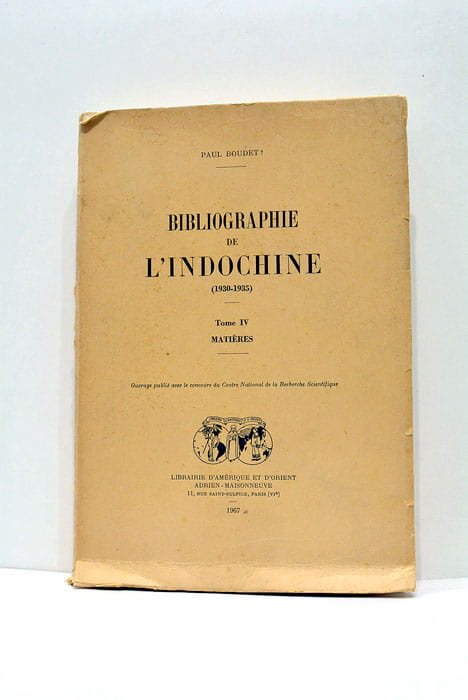 PAUL BOUDET †
BIBLIOGRAPHIE
DE
L'INDOCHINE
(1930-1935)
Tome IV
MATIÈRES
Ouvrage publié avec le concours du Centre National de la Recherche Scientifique
LIBRAIRIE D'AMÉRIQUE ET D'ORIENT
ADRIEN-MAISONNEUVE
11, RUE SAINT-SULPICE, PARIS (VIᵉ)
1967